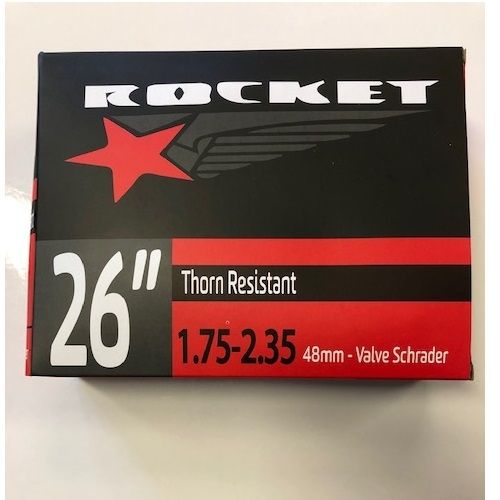 ROCKET
26"
Thorn Resistant
1.75-2.35 48mm - Valve Schrader